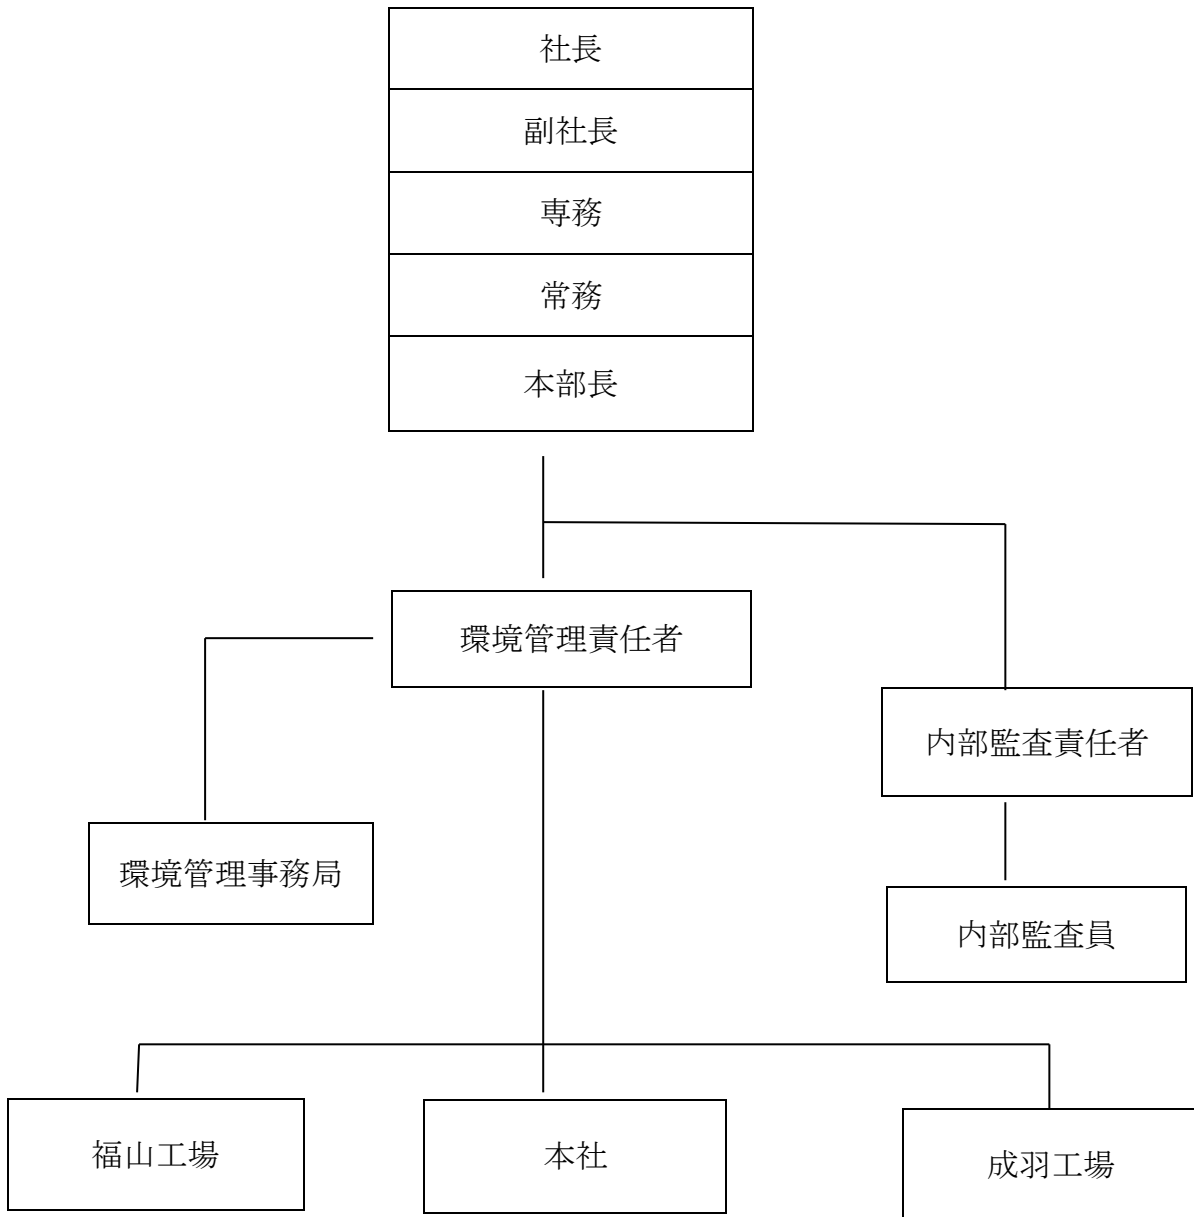 社長
副社長
専務
常務
本部長
環境管理責任者
内部監査責任者
環境管理事務局
内部監査員
福山工場
本社
成羽工場